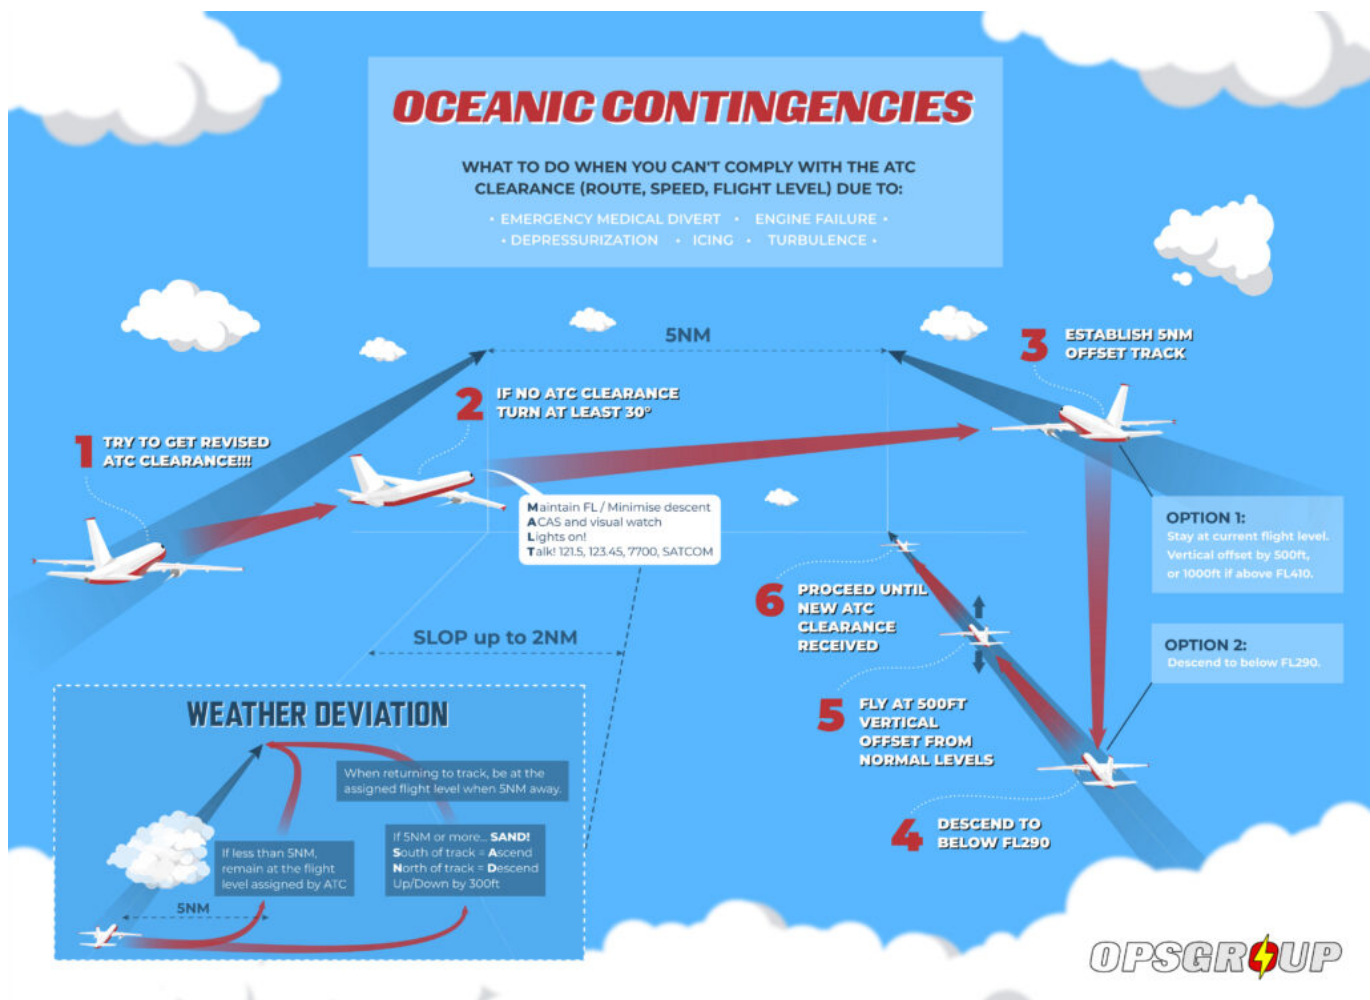 OCEANIC CONTINGENCIES
WHAT TO DO WHEN YOU CAN'T COMPLY WITH THE ATC
CLEARANCE (ROUTE, SPEED, FLIGHT LEVEL) DUE TO:
• EMERGENCY MEDICAL DIVERT • ENGINE FAILURE •
• DEPRESSURIZATION • ICING • TURBULENCE •
1 TRY TO GET REVISED
ATC CLEARANCE!!!
2 IF NO ATC CLEARANCE
TURN AT LEAST 30°
Maintain FL / Minimise descent
ACAS and visual watch
Lights on!
Talk! 121.5, 123.45, 7700, SATCOM
5NM
3 ESTABLISH 5NM
OFFSET TRACK
OPTION 1:
Stay at current flight level.
Vertical offset by 500ft,
or 1000ft if above FL410.
OPTION 2:
Descend to below FL290.
4 DESCEND TO
BELOW FL290
5 FLY AT 500FT
VERTICAL
OFFSET FROM
NORMAL LEVELS
6 PROCEED UNTIL
NEW ATC
CLEARANCE
RECEIVED
SLOP up to 2NM
WEATHER DEVIATION
When returning to track, be at the
assigned flight level when 5NM away.
If less than 5NM,
remain at the flight
level assigned by ATC
If 5NM or more... SAND!
South of track = Ascend
North of track = Descend
Up/Down by 300ft
5NM
OPSGROUP